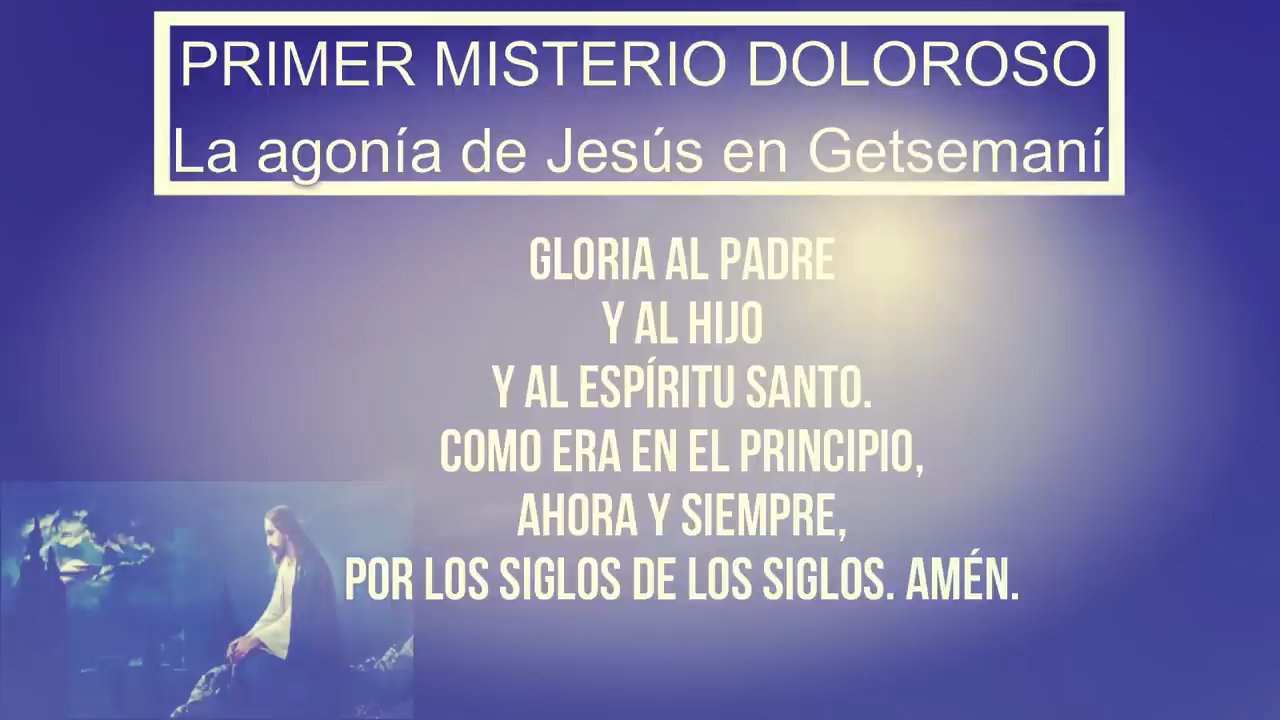 PRIMER MISTERIO DOLOROSO
La agonía de Jesús en Getsemaní
GLORIA AL PADRE
Y AL HIJO
Y AL ESPÍRITU SANTO.
COMO ERA EN EL PRINCIPIO,
AHORA Y SIEMPRE,
POR LOS SIGLOS DE LOS SIGLOS. AMÉN.